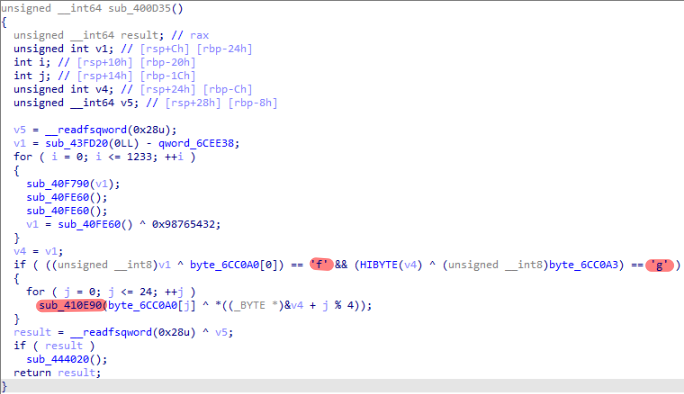 unsigned __int64 sub_400D35()
{
  unsigned __int64 result; // rax
  unsigned int v1; // [rsp+Ch] [rbp-24h]
  int i; // [rsp+10h] [rbp-20h]
  int j; // [rsp+14h] [rbp-1Ch]
  unsigned int v4; // [rsp+24h] [rbp-Ch]
  unsigned __int64 v5; // [rsp+28h] [rbp-8h]

  v5 = __readfsqword(0x28u);
  v1 = sub_43FD20(0LL) - qword_6CEE38;
  for ( i = 0; i <= 1233; ++i )
  {
    sub_40F790(v1);
    sub_40FE60();
    sub_40FE60();
    v1 = sub_40FE60() ^ 0x98765432;
  }
  v4 = v1;
  if ( ((unsigned __int8)v1 ^ byte_6CC0A0[0]) == 'f' && (HIBYTE(v4) ^ (unsigned __int8)byte_6CC0A3) == 'g' )
  {
    for ( j = 0; j <= 24; ++j )
      sub_410E90(byte_6CC0A0[j] ^ *((_BYTE *)&v4 + j % 4));
  }
  result = __readfsqword(0x28u) ^ v5;
  if ( result )
    sub_444020();
  return result;
}